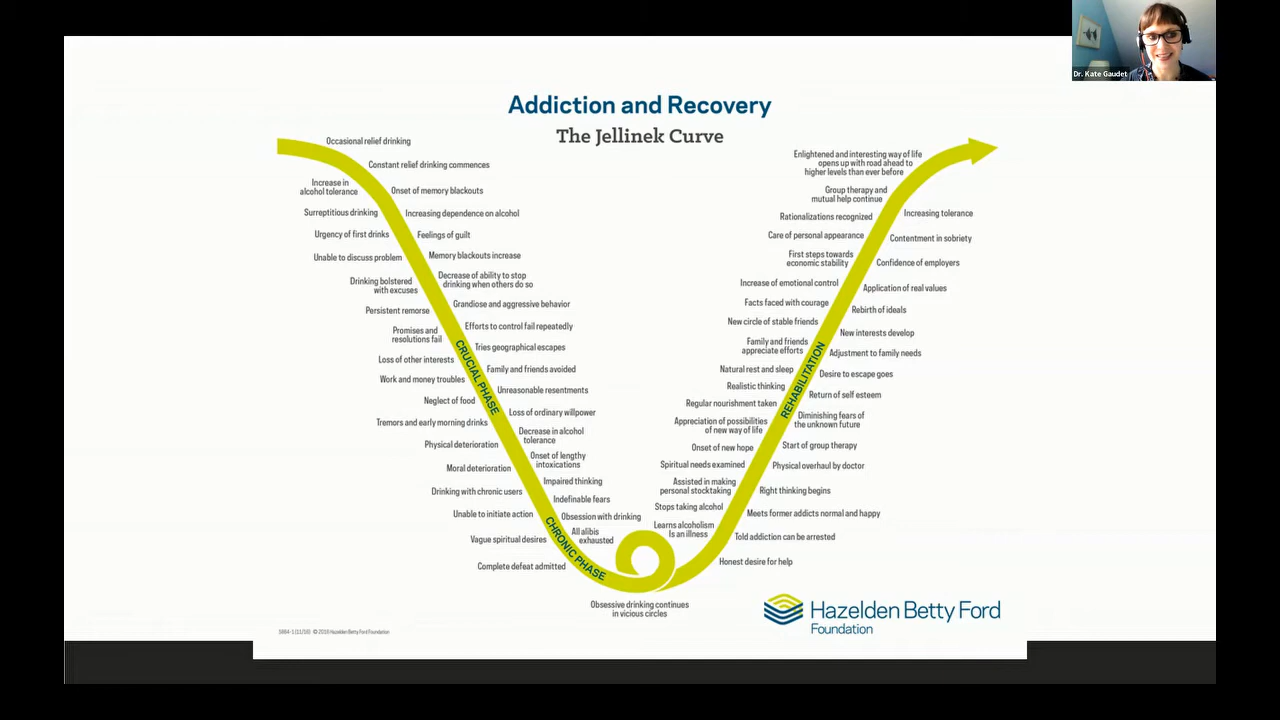 Dr. Kate Gaudet
Addiction and Recovery
The Jellinek Curve
Occasional relief drinking
Constant relief drinking commences
Increase in
alcohol tolerance
Onset of memory blackouts
Surreptitious drinking
Increasing dependence on alcohol
Urgency of first drinks
Feelings of guilt
Unable to discuss problem
Memory blackouts increase
Drinking bolstered
with excuses
Decrease of ability to stop
drinking when others do so
Persistent remorse
Grandiose and aggressive behavior
Promises and
resolutions fail
Efforts to control fail repeatedly
Loss of other interests
Tries geographical escapes
Work and money troubles
Family and friends avoided
Neglect of food
Unreasonable resentments
CRUCIAL PHASE
Tremors and early morning drinks
Loss of ordinary willpower
Physical deterioration
Decrease in alcohol
tolerance
Moral deterioration
Onset of lengthy
intoxications
Drinking with chronic users
Impaired thinking
Unable to initiate action
Indefinable fears
Vague spiritual desires
Obsession with drinking
Complete defeat admitted
All alibis
exhausted
CHRONIC PHASE
Obsessive drinking continues
in vicious circles
Enlightened and interesting way of life
opens up with road ahead to
higher levels than ever before
Group therapy and
mutual help continue
Rationalizations recognized
Increasing tolerance
Care of personal appearance
Contentment in sobriety
First steps towards
economic stability
Confidence of employers
Increase of emotional control
Application of real values
Facts faced with courage
Rebirth of ideals
New circle of stable friends
New interests develop
Family and friends
appreciate efforts
Adjustment to family needs
Natural rest and sleep
Desire to escape goes
Realistic thinking
Return of self esteem
REHABILITATION
Regular nourishment taken
Diminishing fears of
the unknown future
Appreciation of possibilities
of new way of life
Start of group therapy
Onset of new hope
Physical overhaul by doctor
Spiritual needs examined
Right thinking begins
Assisted in making
personal stocktaking
Meets former addicts normal and happy
Stops taking alcohol
Told addiction can be arrested
Learns alcoholism
Is an illness
Honest desire for help
Hazelden Betty Ford
Foundation
Hazelden Betty Ford Foundation